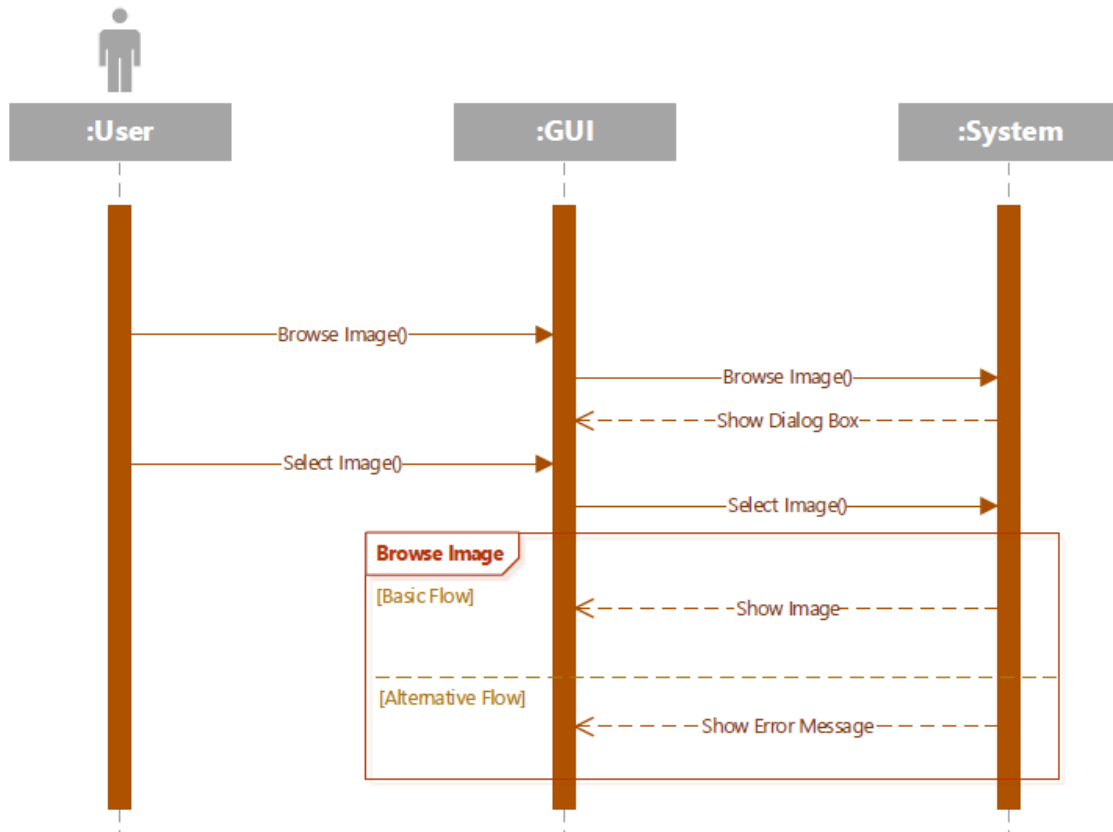 :User
:GUI
:System
Browse Image()
Browse Image()
Show Dialog Box
Select Image()
Select Image()
Browse Image
[Basic Flow]
Show Image
[Alternative Flow]
Show Error Message